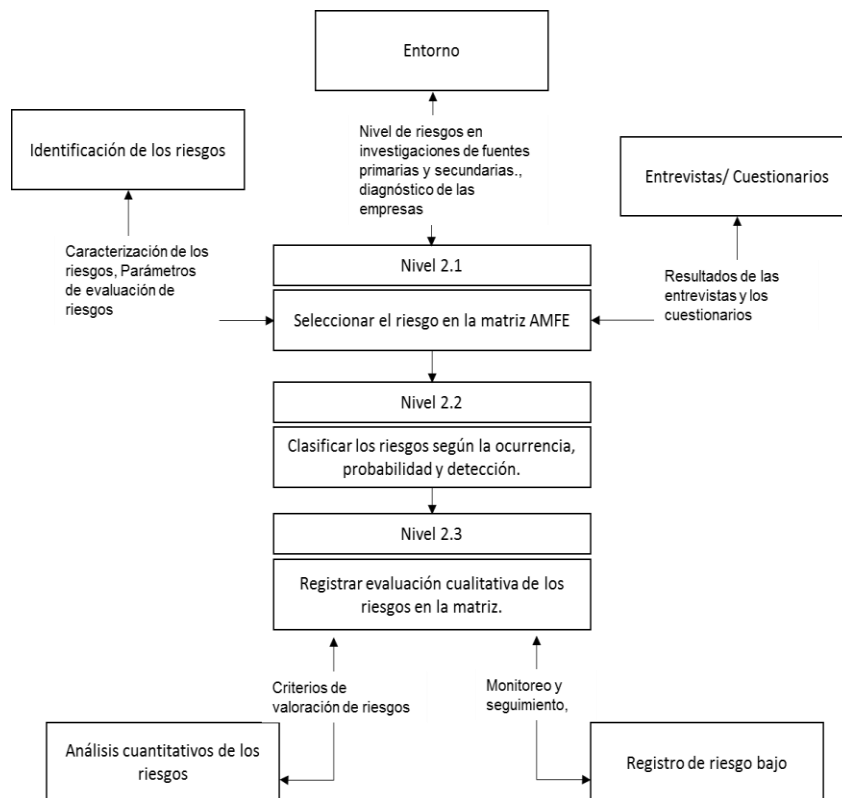 Entorno
Identificación de los riesgos
Nivel de riesgos en
investigaciones de fuentes
primarias y secundarias.,
diagnóstico de las
empresas
Entrevistas/ Cuestionarios
Caracterización de los
riesgos, Parámetros
de evaluación de
riesgos
Nivel 2.1
Seleccionar el riesgo en la matriz AMFE
Resultados de las
entrevistas y los
cuestionarios
Nivel 2.2
Clasificar los riesgos según la ocurrencia,
probabilidad y detección.
Nivel 2.3
Registrar evaluación cualitativa de los
riesgos en la matriz.
Criterios de
valoración de riesgos
Monitoreo y
seguimiento,
Análisis cuantitativos de los
riesgos
Registro de riesgo bajo